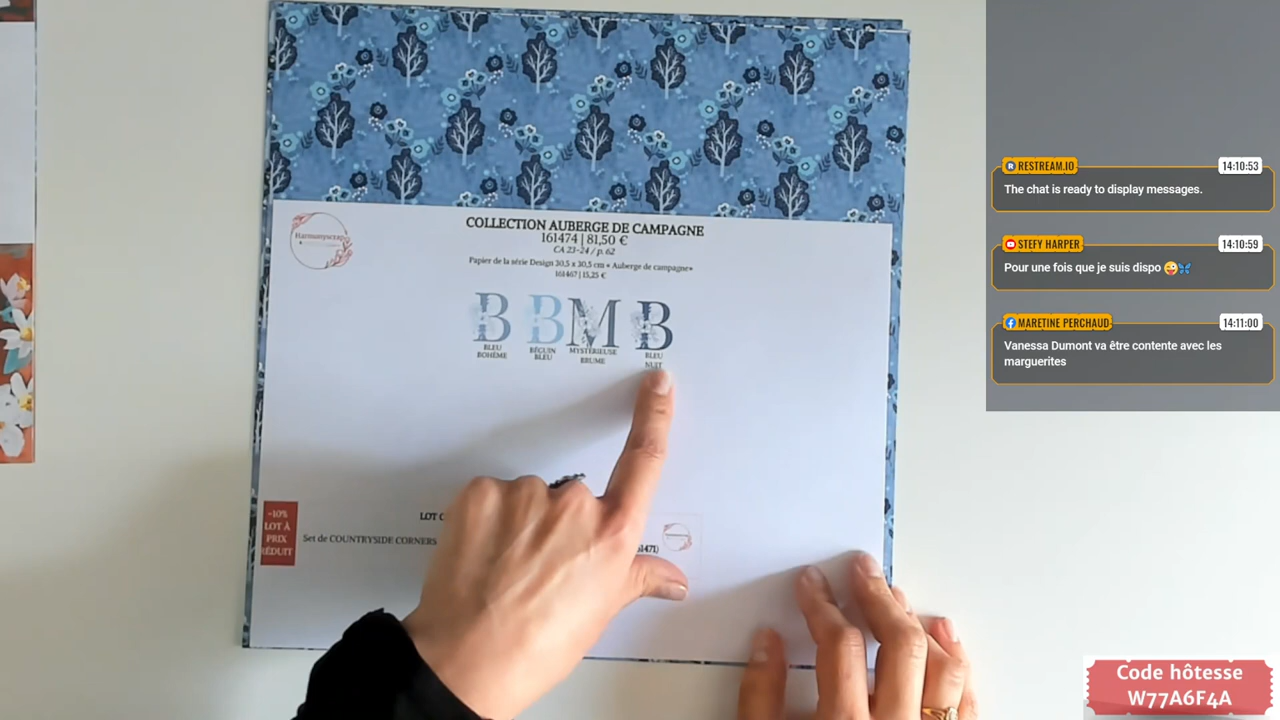 COLLECTION AUBERGE DE CAMPAGNE
161474 | 81,50 €
CA 23-24 / p. 62
Papier de la série Design 30,5 x 30,5 cm « Auberge de campagne»
161467 | 15,25 €
B B M B
BLEU BOHÈME
BÉGUIN BLEU
MYSTÉRIEUSE BRUME
BLEU NUIT
Harmonyscrap
-10%
LOT À
PRIX
RÉDUIT
LOT
Set de COUNTRYSIDE CORNERS
61471)
RESTREAM.IO 14:10:53
The chat is ready to display messages.
STEFY HARPER 14:10:59
Pour une fois que je suis dispo 😜🦋
MARETINE PERCHAUD 14:11:00
Vanessa Dumont va être contente avec les
marguerites
Code hôtesse
W77A6F4A